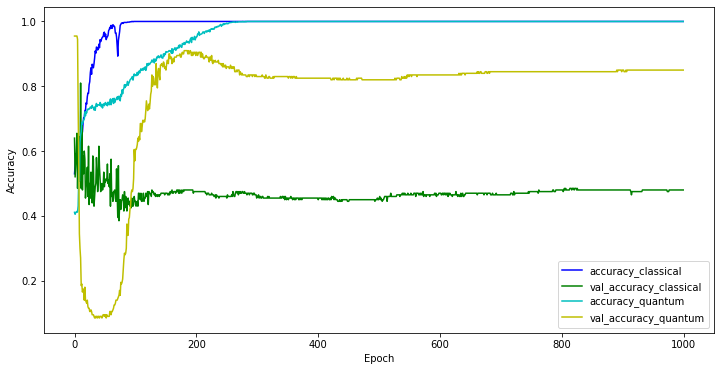 1.0
0.8
0.6
0.4
0.2
Accuracy
0
200
400
600
800
1000
Epoch
accuracy_classical
val_accuracy_classical
accuracy_quantum
val_accuracy_quantum